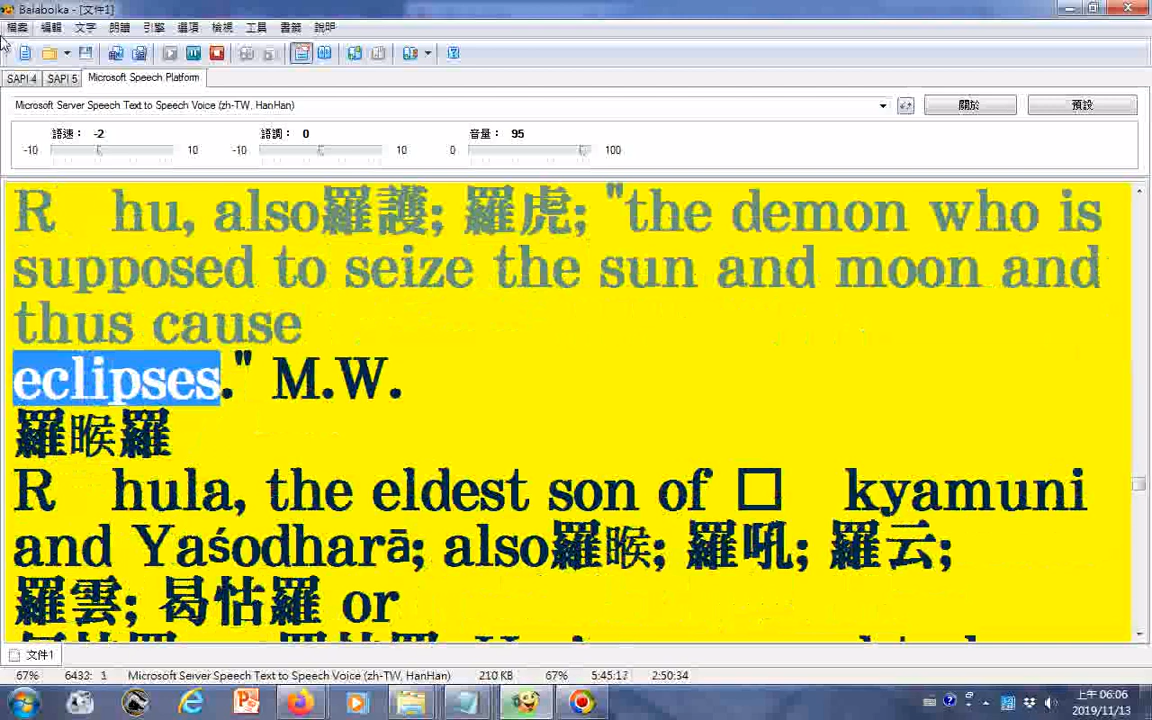 Balabolka - [文件1]
檔案 編輯 文字 朗讀 引擎 選項 檢視 工具 書籤 說明
SAPI 4 SAPI 5 Microsoft Speech Platform
Microsoft Server Speech Text to Speech Voice (zh-TW, HanHan) 關於 預設
語速： -2 語調： 0 音量： 95
-10 10 -10 10 0 100
R hu, also羅護; 羅虎; "the demon who is
supposed to seize the sun and moon and
thus cause
eclipses." M.W.
羅睺羅
R hula, the eldest son of □ kyamuni
and Yaśodharā; also羅睺; 羅吼; 羅云;
羅雲; 曷怙羅 or
文件1
67% 6432: 1 Microsoft Server Speech Text to Speech Voice (zh-TW, HanHan) 210 KB 67% 5:45:12 2:50:34
上午 06:06
2019/11/13